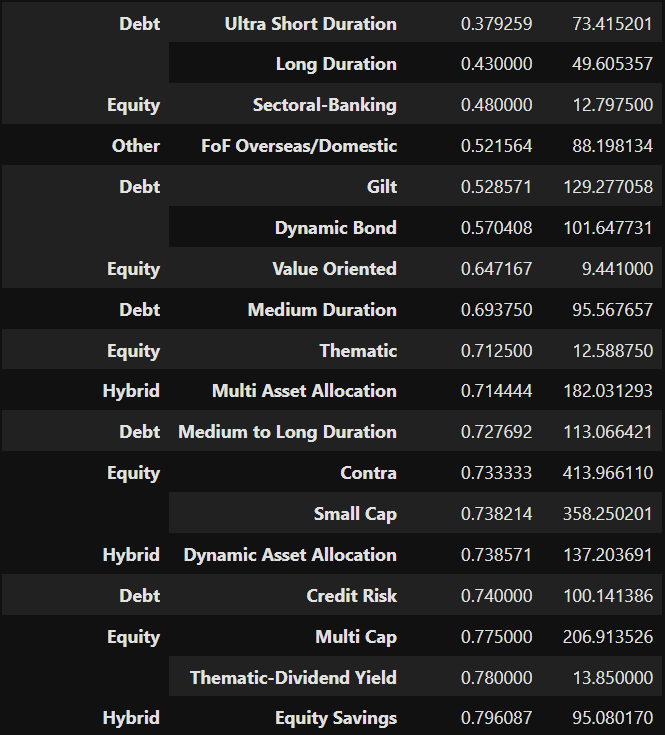 Debt Ultra Short Duration 0.379259 73.415201
Long Duration 0.430000 49.605357
Equity Sectoral-Banking 0.480000 12.797500
Other FoF Overseas/Domestic 0.521564 88.198134
Debt Gilt 0.528571 129.277058
Dynamic Bond 0.570408 101.647731
Equity Value Oriented 0.647167 9.441000
Debt Medium Duration 0.693750 95.567657
Equity Thematic 0.712500 12.588750
Hybrid Multi Asset Allocation 0.714444 182.031293
Debt Medium to Long Duration 0.727692 113.066421
Equity Contra 0.733333 413.966110
Small Cap 0.738214 358.250201
Hybrid Dynamic Asset Allocation 0.738571 137.203691
Debt Credit Risk 0.740000 100.141386
Equity Multi Cap 0.775000 206.913526
Thematic-Dividend Yield 0.780000 13.850000
Hybrid Equity Savings 0.796087 95.080170